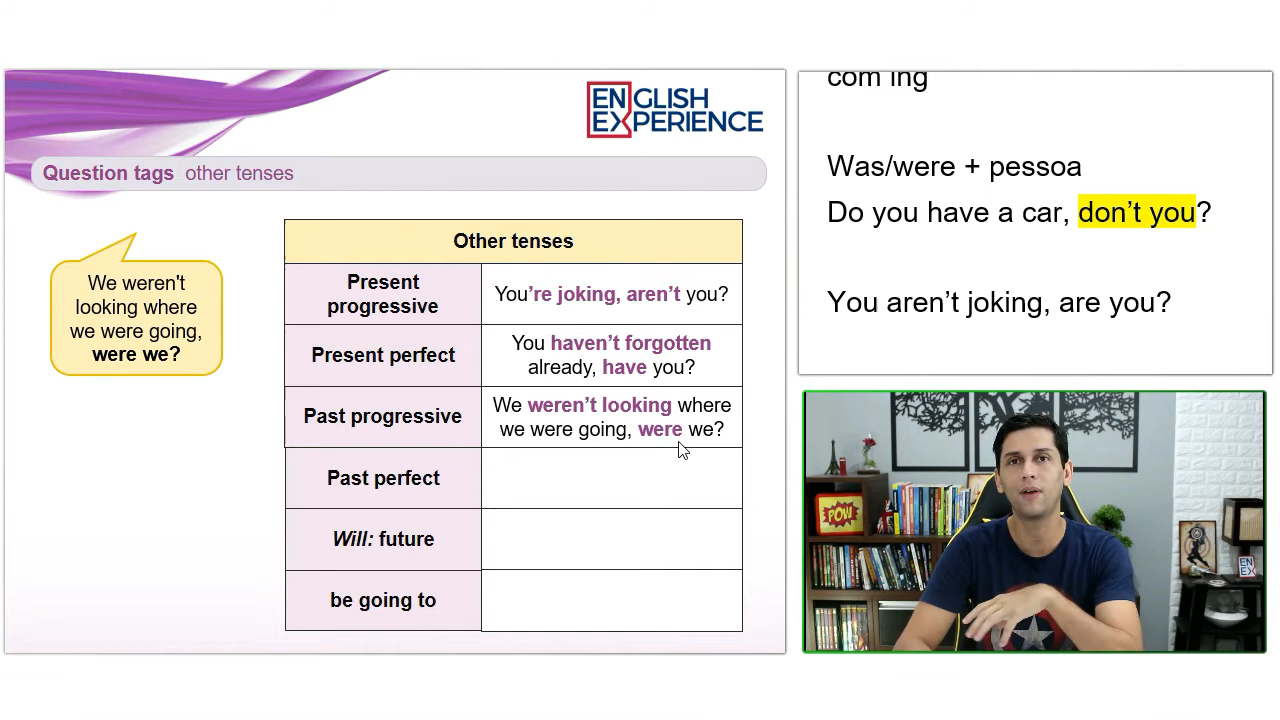 ENGLISH
EXPERIENCE
Question tags other tenses
We weren't
looking where
we were going,
were we?
Other tenses
Present
progressive
You're joking, aren't you?
Present perfect
You haven't forgotten
already, have you?
Past progressive
We weren't looking where
we were going, were we?
Past perfect
Will: future
be going to
com ing
Was/were + pessoa
Do you have a car, don't you?
You aren't joking, are you?
POW
EN
EX